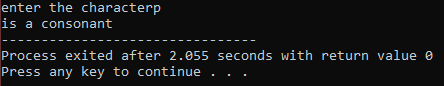 enter the characterp
is a consonant
--------------------------------
Process exited after 2.055 seconds with return value 0
Press any key to continue . . .